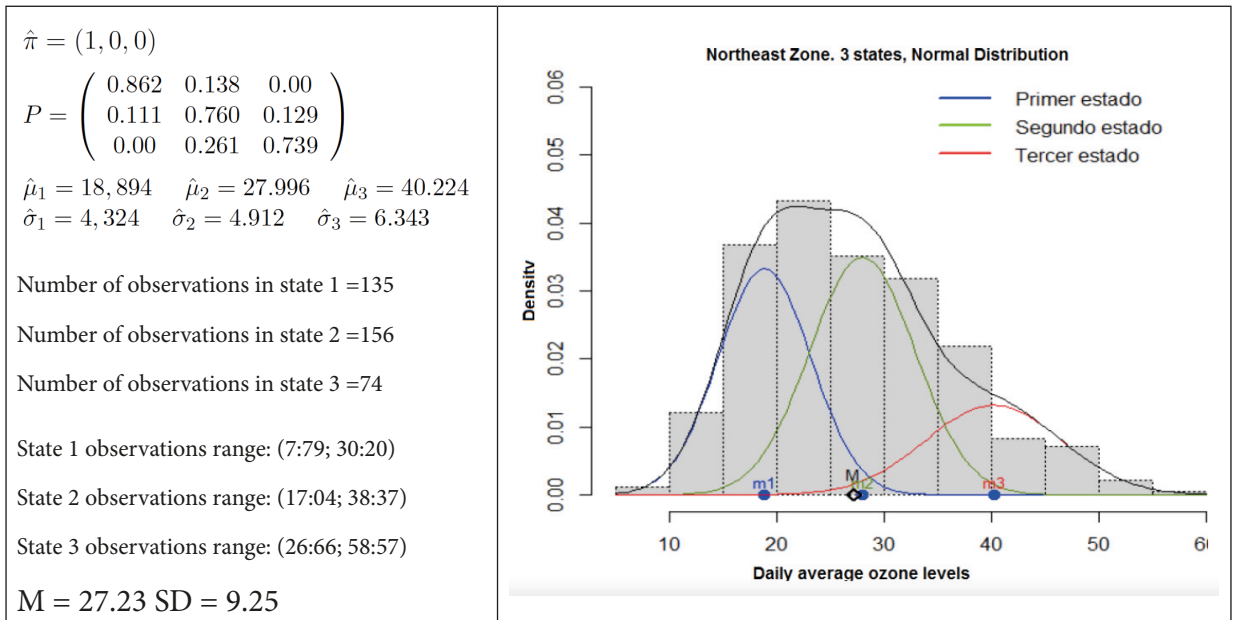 π̂ = (1, 0, 0)
P = ( 0.862 0.138 0.00
0.111 0.760 0.129
0.00 0.261 0.739 )
μ̂₁ = 18,894 μ̂₂ = 27.996 μ̂₃ = 40.224
σ̂₁ = 4,324 σ̂₂ = 4.912 σ̂₃ = 6.343
Number of observations in state 1 =135
Number of observations in state 2 =156
Number of observations in state 3 =74
State 1 observations range: (7:79; 30:20)
State 2 observations range: (17:04; 38:37)
State 3 observations range: (26:66; 58:57)
M = 27.23 SD = 9.25
Northeast Zone. 3 states, Normal Distribution
Primer estado
Segundo estado
Tercer estado
Density
0.06
0.05
0.04
0.03
0.02
0.01
0.00
M
m1 m2 m3
10 20 30 40 50 60
Daily average ozone levels